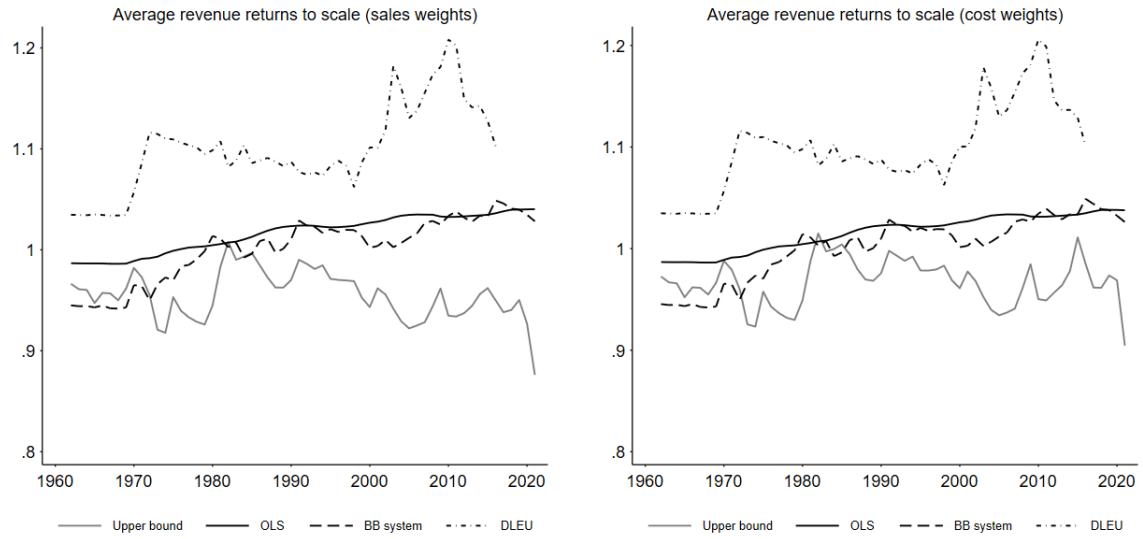 Average revenue returns to scale (sales weights)
1.2
1.1
1
.9
.8
1960 1970 1980 1990 2000 2010 2020
Upper bound OLS BB system DLEU
Average revenue returns to scale (cost weights)
1.2
1.1
1
.9
.8
1960 1970 1980 1990 2000 2010 2020
Upper bound OLS BB system DLEU